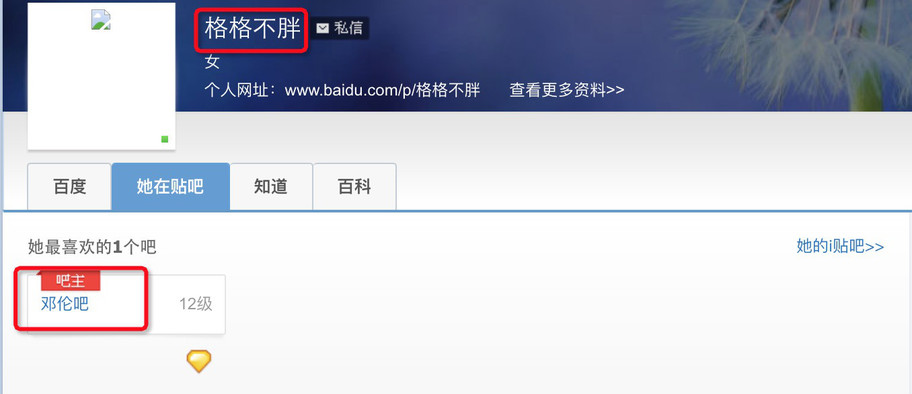 格格不胖 私信
女
个人网址：www.baidu.com/p/格格不胖 查看更多资料>>
百度 她在贴吧 知道 百科
她最喜欢的1个吧 她的i贴吧>>
吧主
邓伦吧 12级